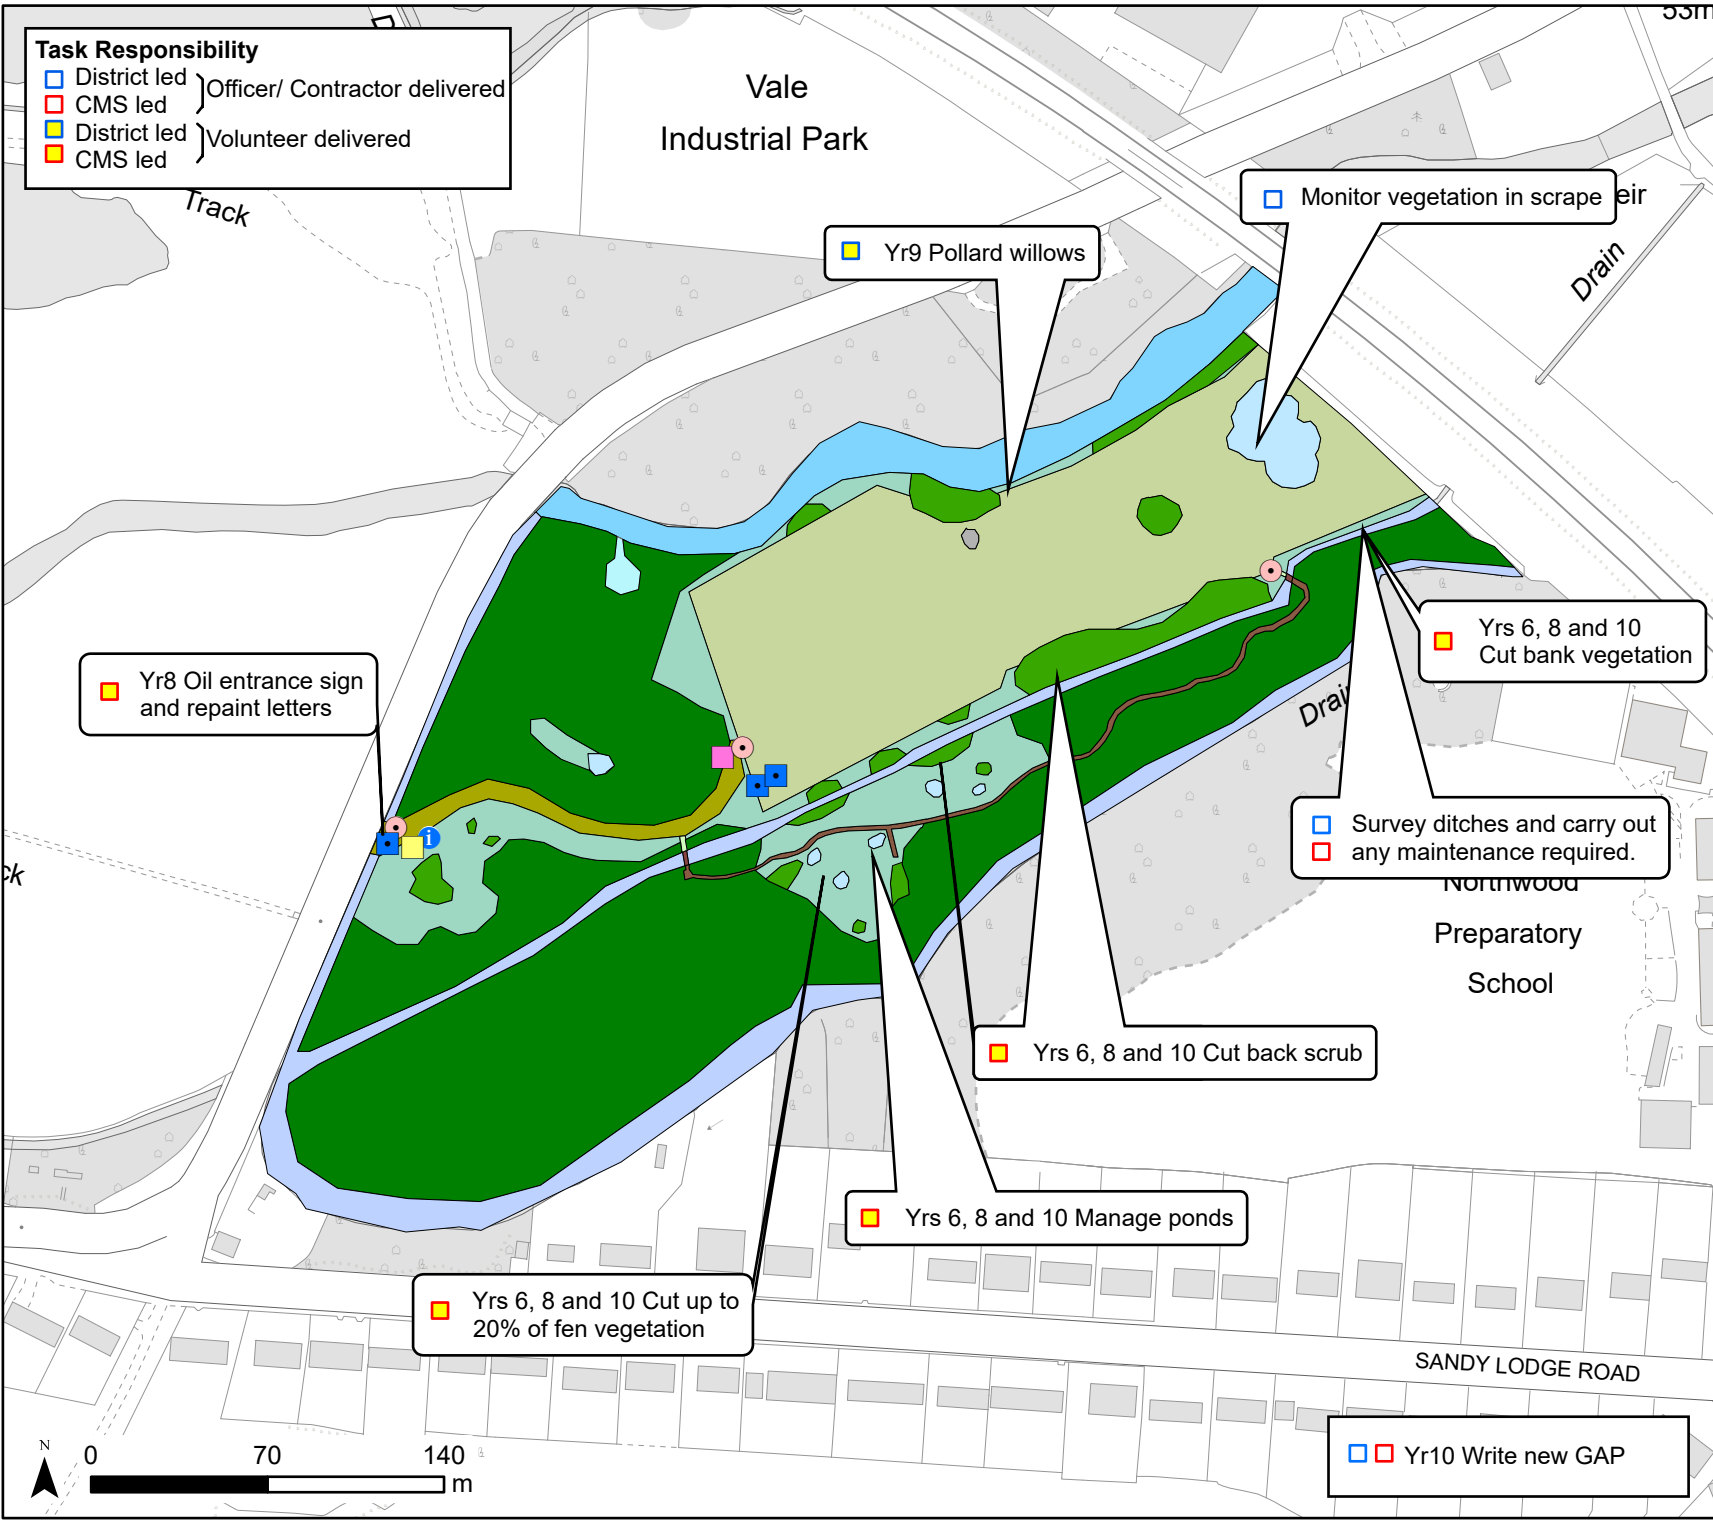 53m
Task Responsibility
District led
CMS led
Officer/ Contractor delivered
District led
CMS led
Volunteer delivered
Track
Vale
Industrial Park
Monitor vegetation in scrape
Yr9 Pollard willows
Drain
Yrs 6, 8 and 10
Cut bank vegetation
Yr8 Oil entrance sign
and repaint letters
i
Survey ditches and carry out
any maintenance required.
Northwood
Preparatory
School
Yrs 6, 8 and 10 Cut back scrub
Yrs 6, 8 and 10 Manage ponds
Yrs 6, 8 and 10 Cut up to
20% of fen vegetation
SANDY LODGE ROAD
Yr10 Write new GAP
N
0 70 140
m